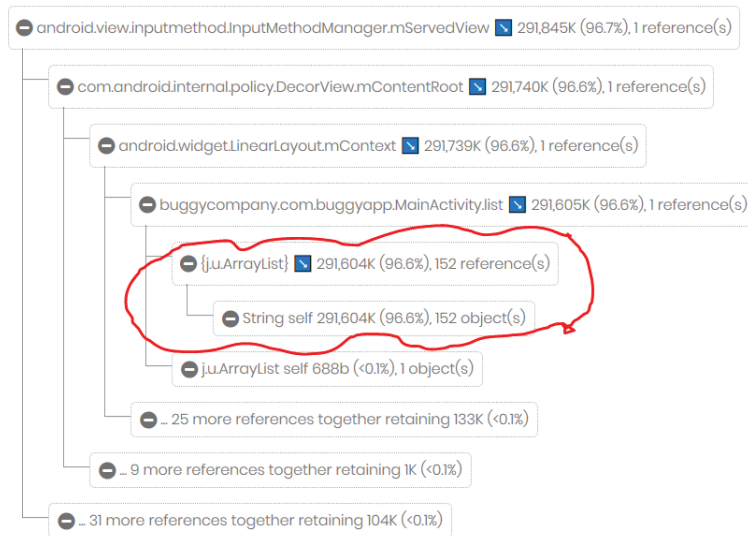 android.view.inputmethod.InputMethodManager.mServedView 291,845K (96.7%), 1 reference(s)
com.android.internal.policy.DecorView.mContentRoot 291,740K (96.6%), 1 reference(s)
android.widget.LinearLayout.mContext 291,739K (96.6%), 1 reference(s)
buggycompany.com.buggyapp.MainActivity.list 291,605K (96.6%), 1 reference(s)
{j.u.ArrayList} 291,604K (96.6%), 152 reference(s)
String self 291,604K (96.6%), 152 object(s)
j.u.ArrayList self 688b (<0.1%), 1 object(s)
... 25 more references together retaining 133K (<0.1%)
... 9 more references together retaining 1K (<0.1%)
... 31 more references together retaining 104K (<0.1%)